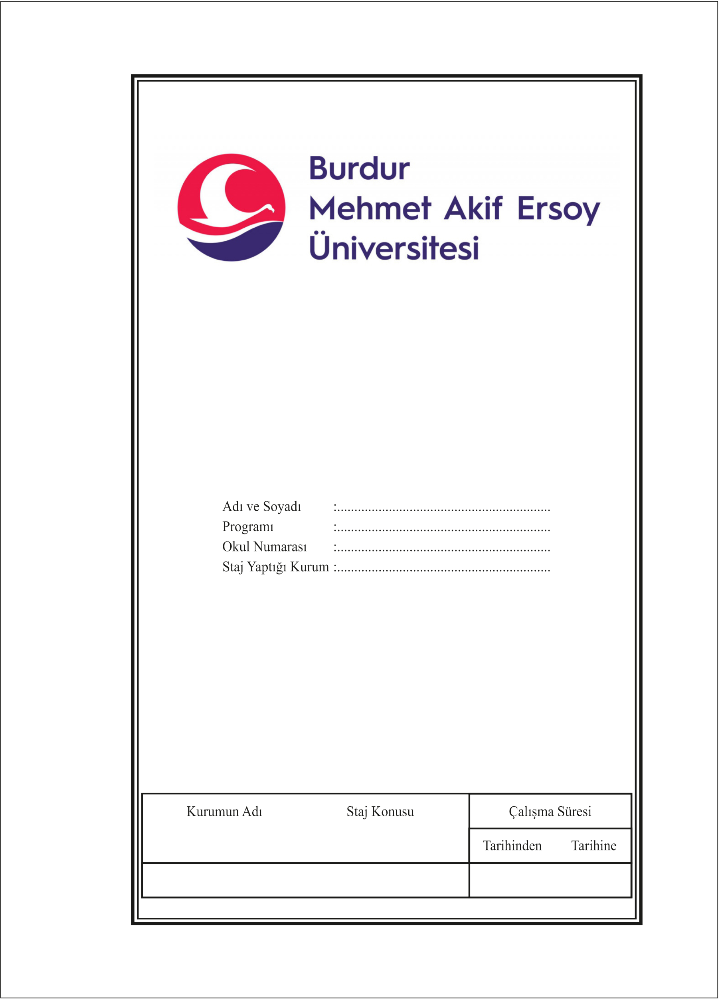 Burdur
Mehmet Akif Ersoy
Üniversitesi
Adı ve Soyadı :..............................................................
Programı :..............................................................
Okul Numarası :..............................................................
Staj Yaptığı Kurum :..............................................................
Kurumun Adı Staj Konusu Çalışma Süresi
Tarihinden Tarihine